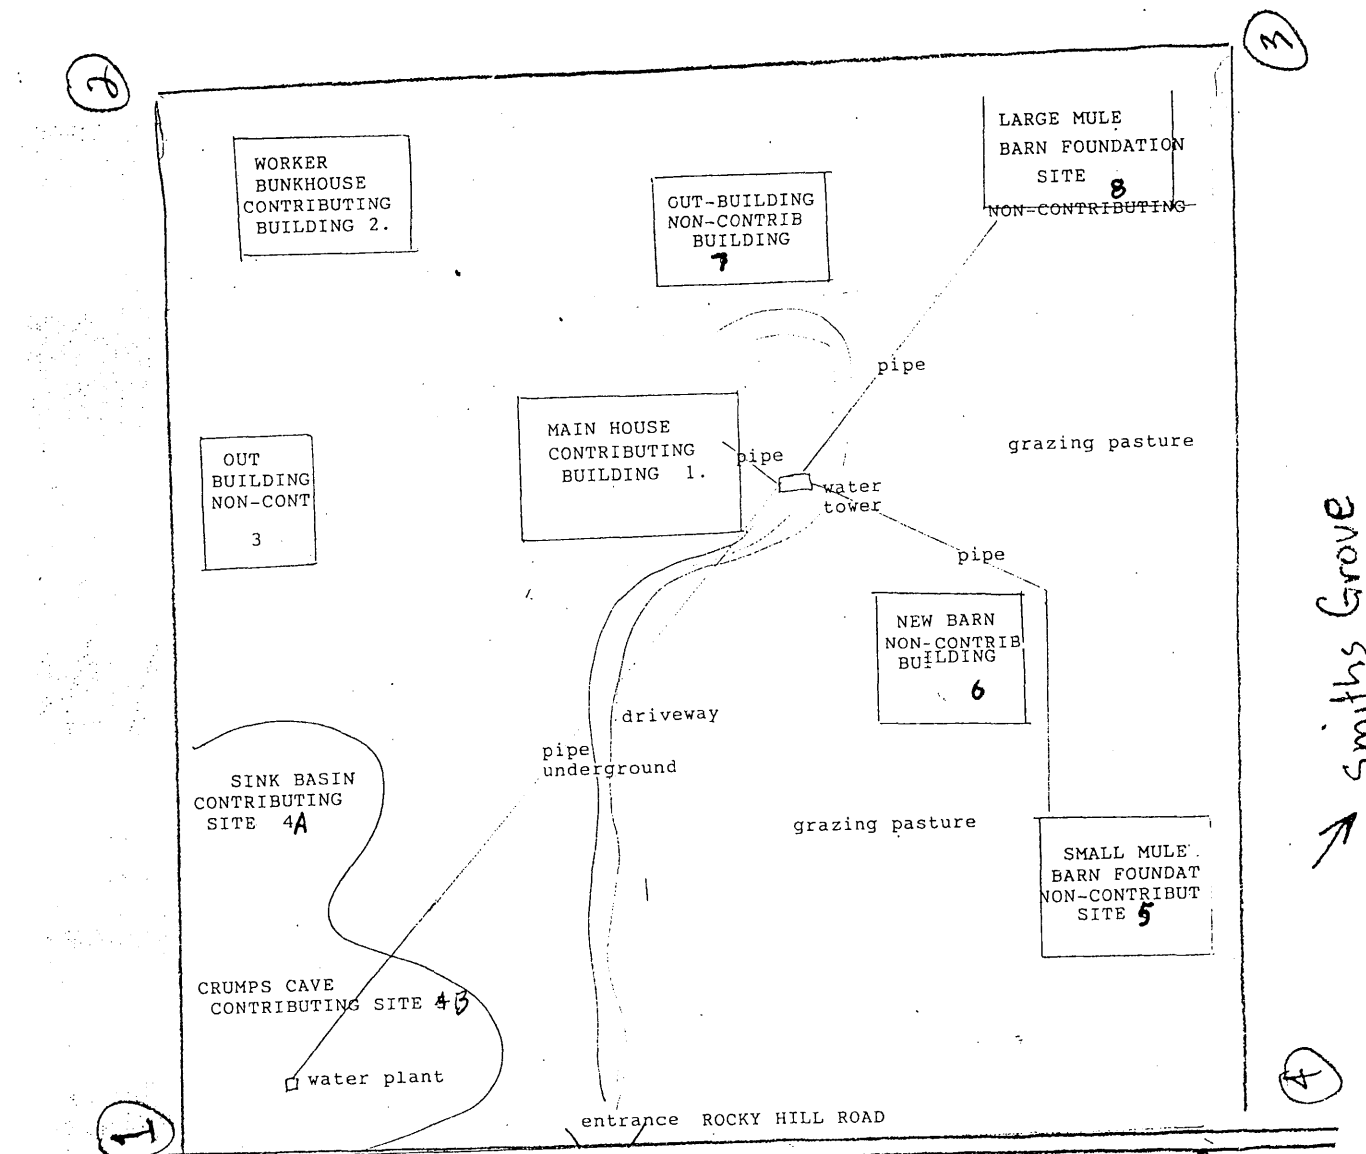 2
3
WORKER
BUNKHOUSE
CONTRIBUTING
BUILDING 2.
GUT-BUILDING
NON-CONTRIB
BUILDING
7
LARGE MULE
BARN FOUNDATION
SITE 8
NON-CONTRIBUTING
pipe
MAIN HOUSE
CONTRIBUTING
BUILDING 1.
pipe
water
tower
grazing pasture
OUT
BUILDING
NON-CONT
3
pipe
NEW BARN
NON-CONTRIB
BUILDING
6
driveway
pipe
underground
SINK BASIN
CONTRIBUTING
SITE 4A
grazing pasture
SMALL MULE
BARN FOUNDAT
NON-CONTRIBUT
SITE 5
CRUMPS CAVE
CONTRIBUTING SITE 4B
water plant
entrance ROCKY HILL ROAD
1
4
→ Smiths Grove